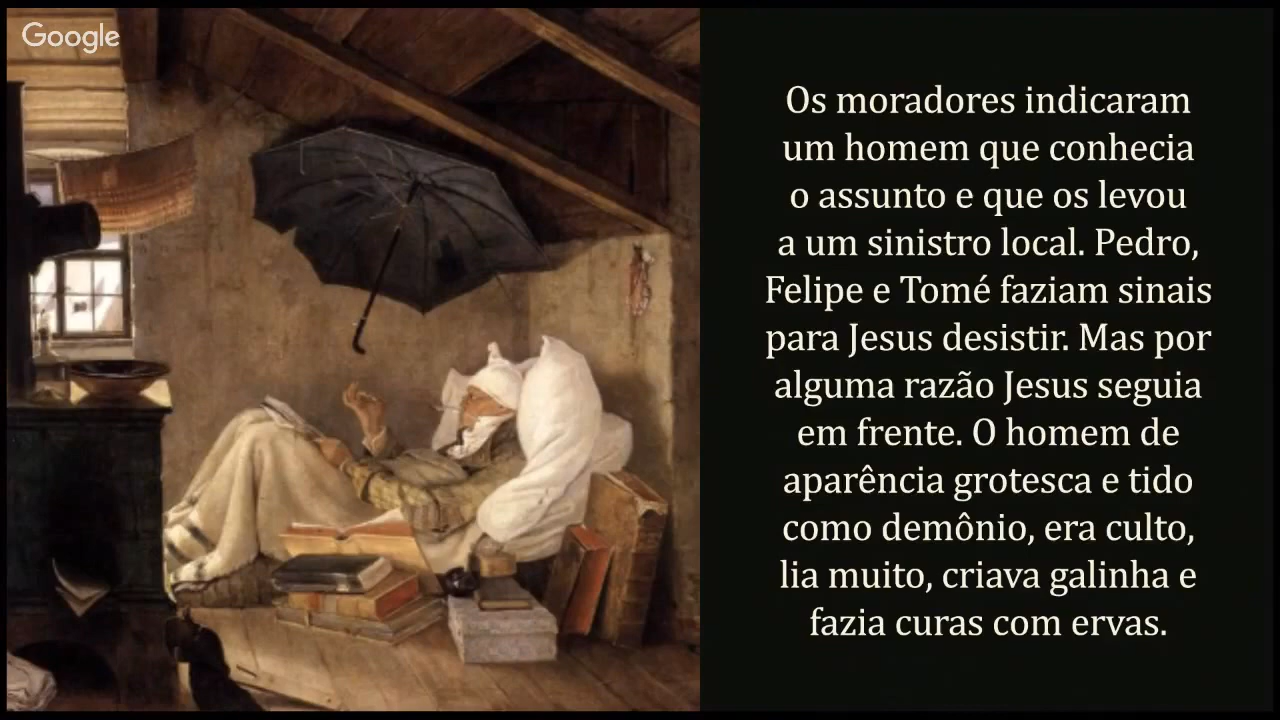 Google
Os moradores indicaram
um homem que conhecia
o assunto e que os levou
a um sinistro local. Pedro,
Felipe e Tomé faziam sinais
para Jesus desistir. Mas por
alguma razão Jesus seguia
em frente. O homem de
aparência grotesca e tido
como demônio, era culto,
lia muito, criava galinha e
fazia curas com ervas.